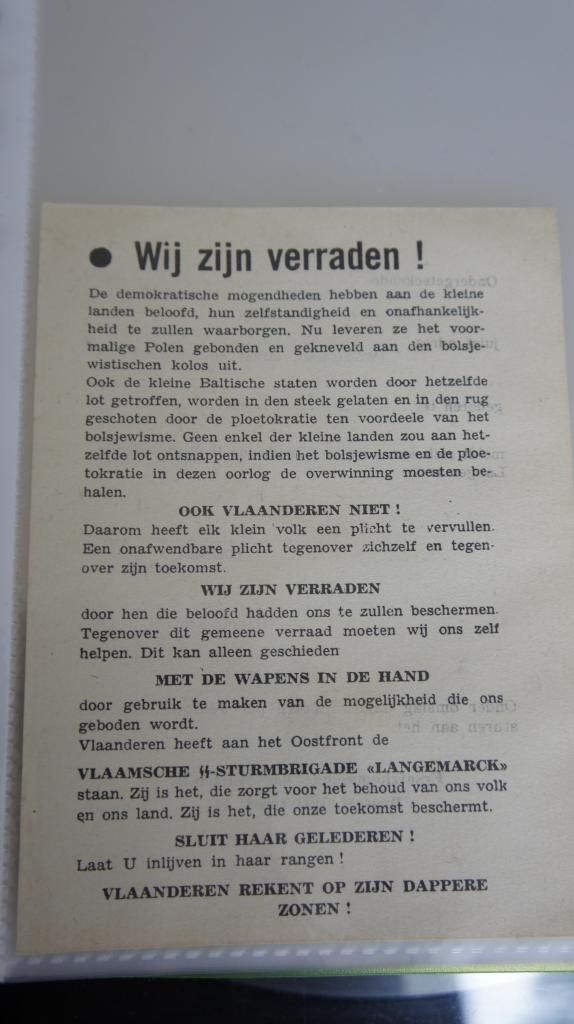 ● Wij zijn verraden !
De demokratische mogendheden hebben aan de kleine
landen beloofd, hun zelfstandigheid en onafhankelijk-
heid te zullen waarborgen. Nu leveren ze het voor-
malige Polen gebonden en gekneveld aan den bolsje-
wistischen kolos uit.
Ook de kleine Baltische staten worden door hetzelfde
lot getroffen, worden in den steek gelaten en in den rug
geschoten door de ploetokratie ten voordeele van het
bolsjewisme. Geen enkel der kleine landen zou aan het-
zelfde lot ontsnappen, indien het bolsjewisme en de ploe-
tokratie in dezen oorlog de overwinning moesten be-
halen.
OOK VLAANDEREN NIET !
Daarom heeft elk klein volk een plicht te vervullen.
Een onafwendbare plicht tegenover zichzelf en tegen-
over zijn toekomst.
WIJ ZIJN VERRADEN
door hen die beloofd hadden ons te zullen beschermen.
Tegenover dit gemeene verraad moeten wij ons zelf
helpen. Dit kan alleen geschieden
MET DE WAPENS IN DE HAND
door gebruik te maken van de mogelijkheid die ons
geboden wordt.
Vlaanderen heeft aan het Oostfront de
VLAAMSCHE ᛋᛋ-STURMBRIGADE «LANGEMARCK»
staan. Zij is het, die zorgt voor het behoud van ons volk
en ons land. Zij is het, die onze toekomst beschermt.
SLUIT HAAR GELEDEREN !
Laat U inlijven in haar rangen !
VLAANDEREN REKENT OP ZIJN DAPPERE
ZONEN !